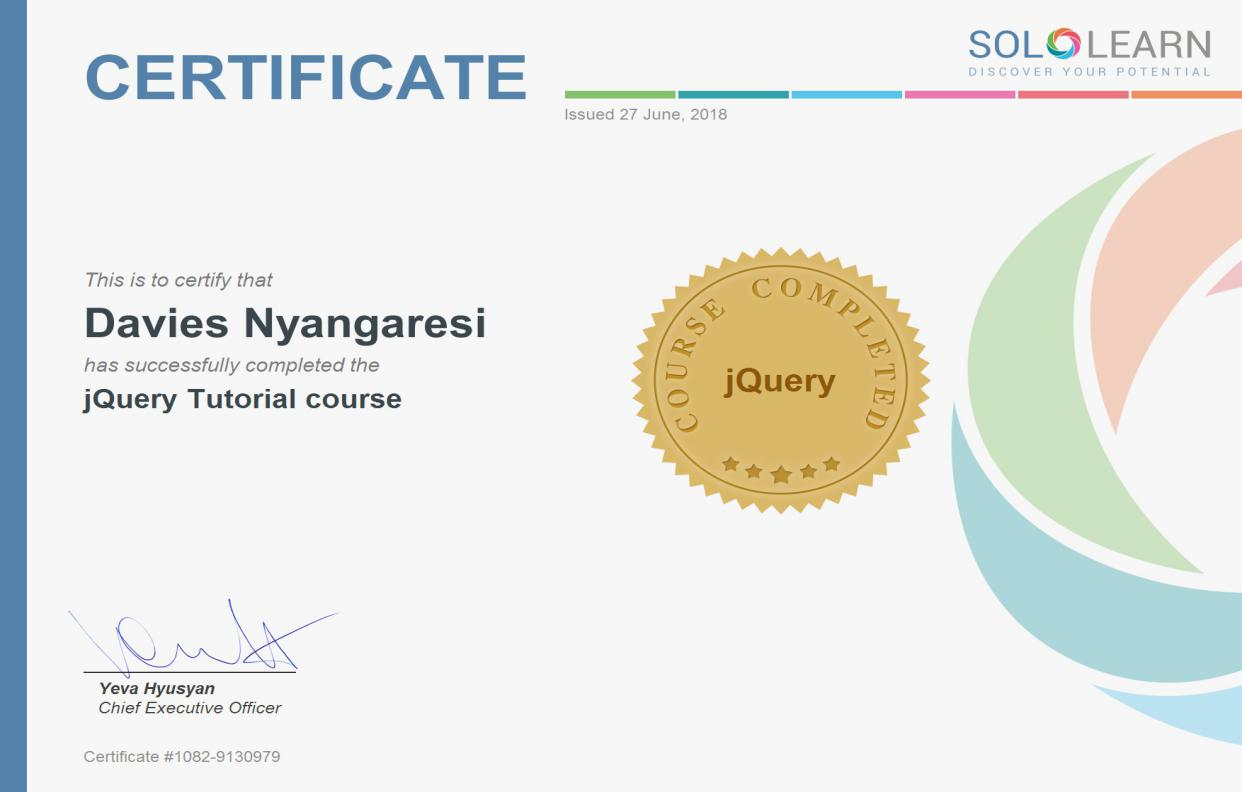 CERTIFICATE
SOLOLEARN
DISCOVER YOUR POTENTIAL
Issued 27 June, 2018
This is to certify that
Davies Nyangaresi
has successfully completed the
jQuery Tutorial course
COURSE COMPLETED
jQuery
Yeva Hyusyan
Chief Executive Officer
Certificate #1082-9130979